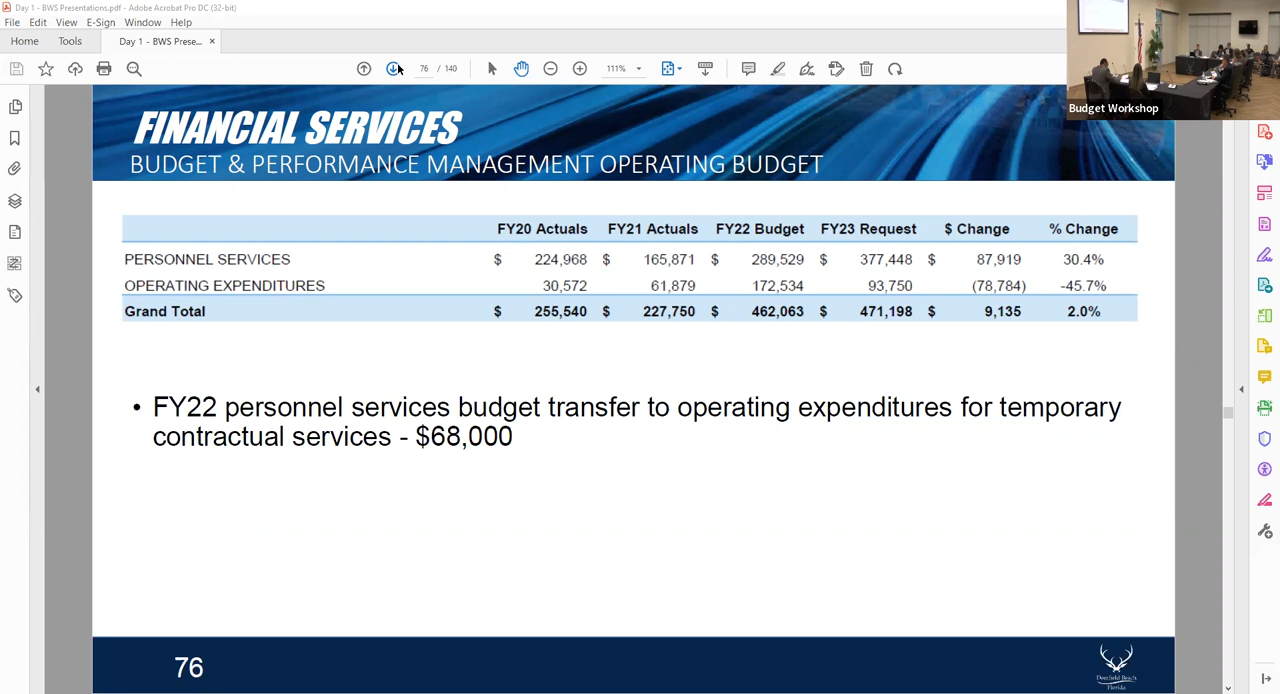 Day 1 - BWS Presentations.pdf - Adobe Acrobat Pro DC (32-bit)
File Edit View E-Sign Window Help
Home Tools Day 1 - BWS Prese... ×
76 / 140 111%
Budget Workshop
FINANCIAL SERVICES
BUDGET & PERFORMANCE MANAGEMENT OPERATING BUDGET
FY20 Actuals FY21 Actuals FY22 Budget FY23 Request $ Change % Change
PERSONNEL SERVICES $ 224,968 $ 165,871 $ 289,529 $ 377,448 $ 87,919 30.4%
OPERATING EXPENDITURES 30,572 61,879 172,534 93,750 (78,784) -45.7%
Grand Total $ 255,540 $ 227,750 $ 462,063 $ 471,198 $ 9,135 2.0%
• FY22 personnel services budget transfer to operating expenditures for temporary
contractual services - $68,000
76
Deerfield Beach
Florida